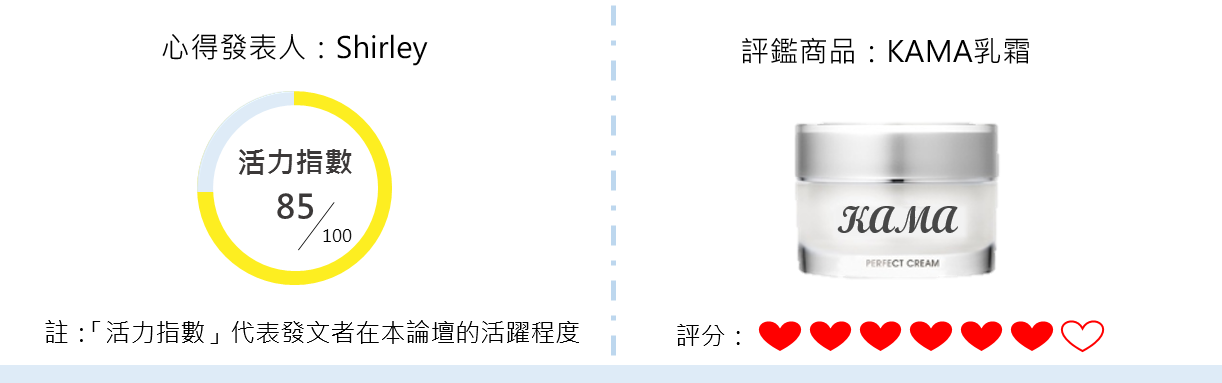 心得發表人：Shirley
活力指數
85
100
註：「活力指數」代表發文者在本論壇的活躍程度
評鑑商品：KAMA乳霜
KAMA
PERFECT CREAM
評分：